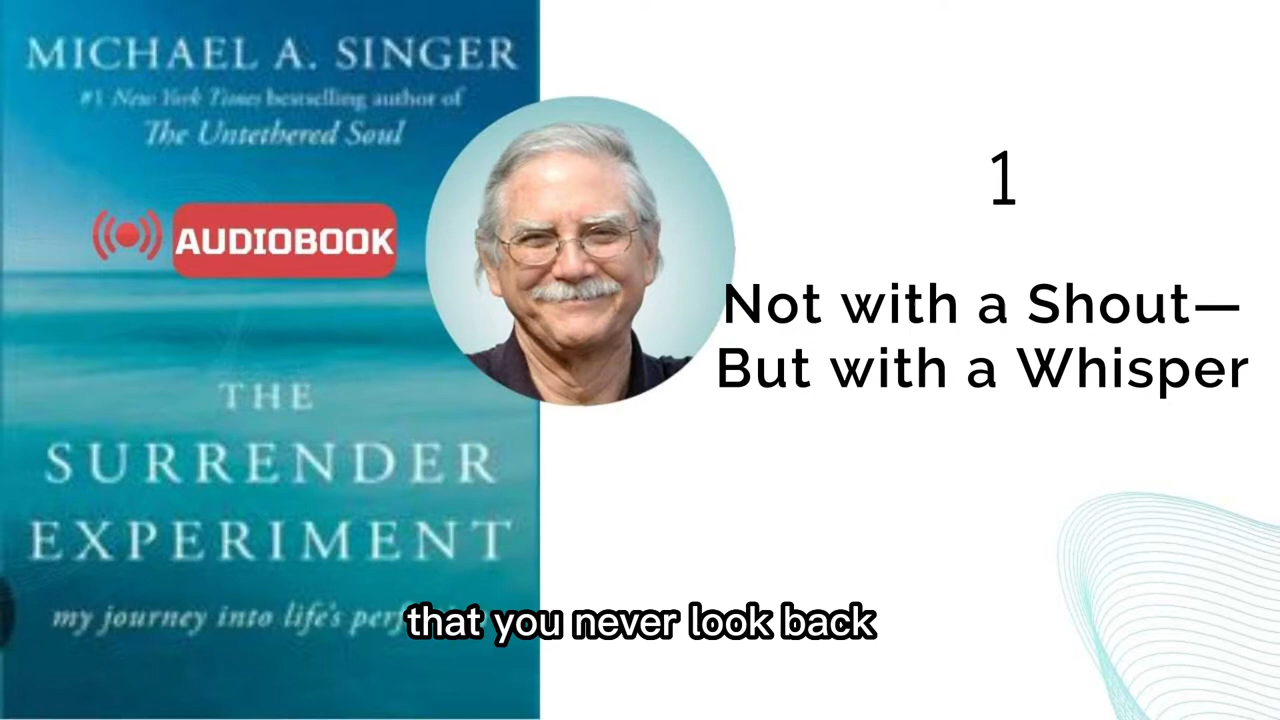 MICHAEL A. SINGER
#1 New York Times bestselling author of
The Untethered Soul
AUDIOBOOK
THE
SURRENDER
EXPERIMENT
my journey into life's
1
Not with a Shout—
But with a Whisper
that you never look back